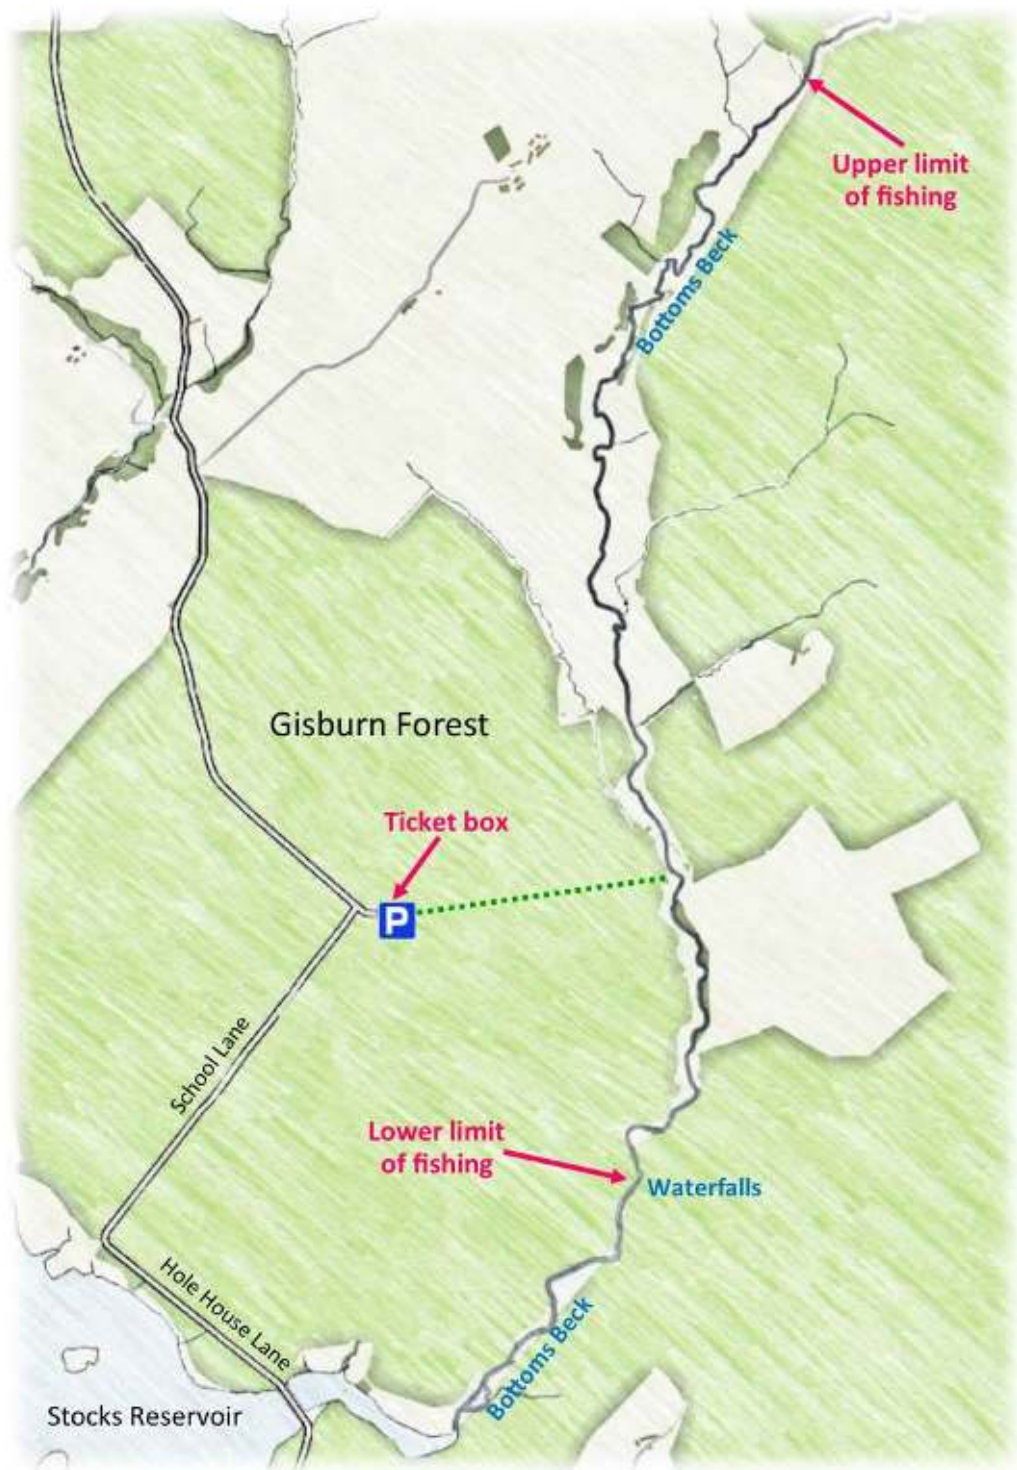 Upper limit
of fishing
Bottoms Beck
Gisburn Forest
Ticket box
P
School Lane
Lower limit
of fishing
Waterfalls
Hole House Lane
Bottoms Beck
Stocks Reservoir